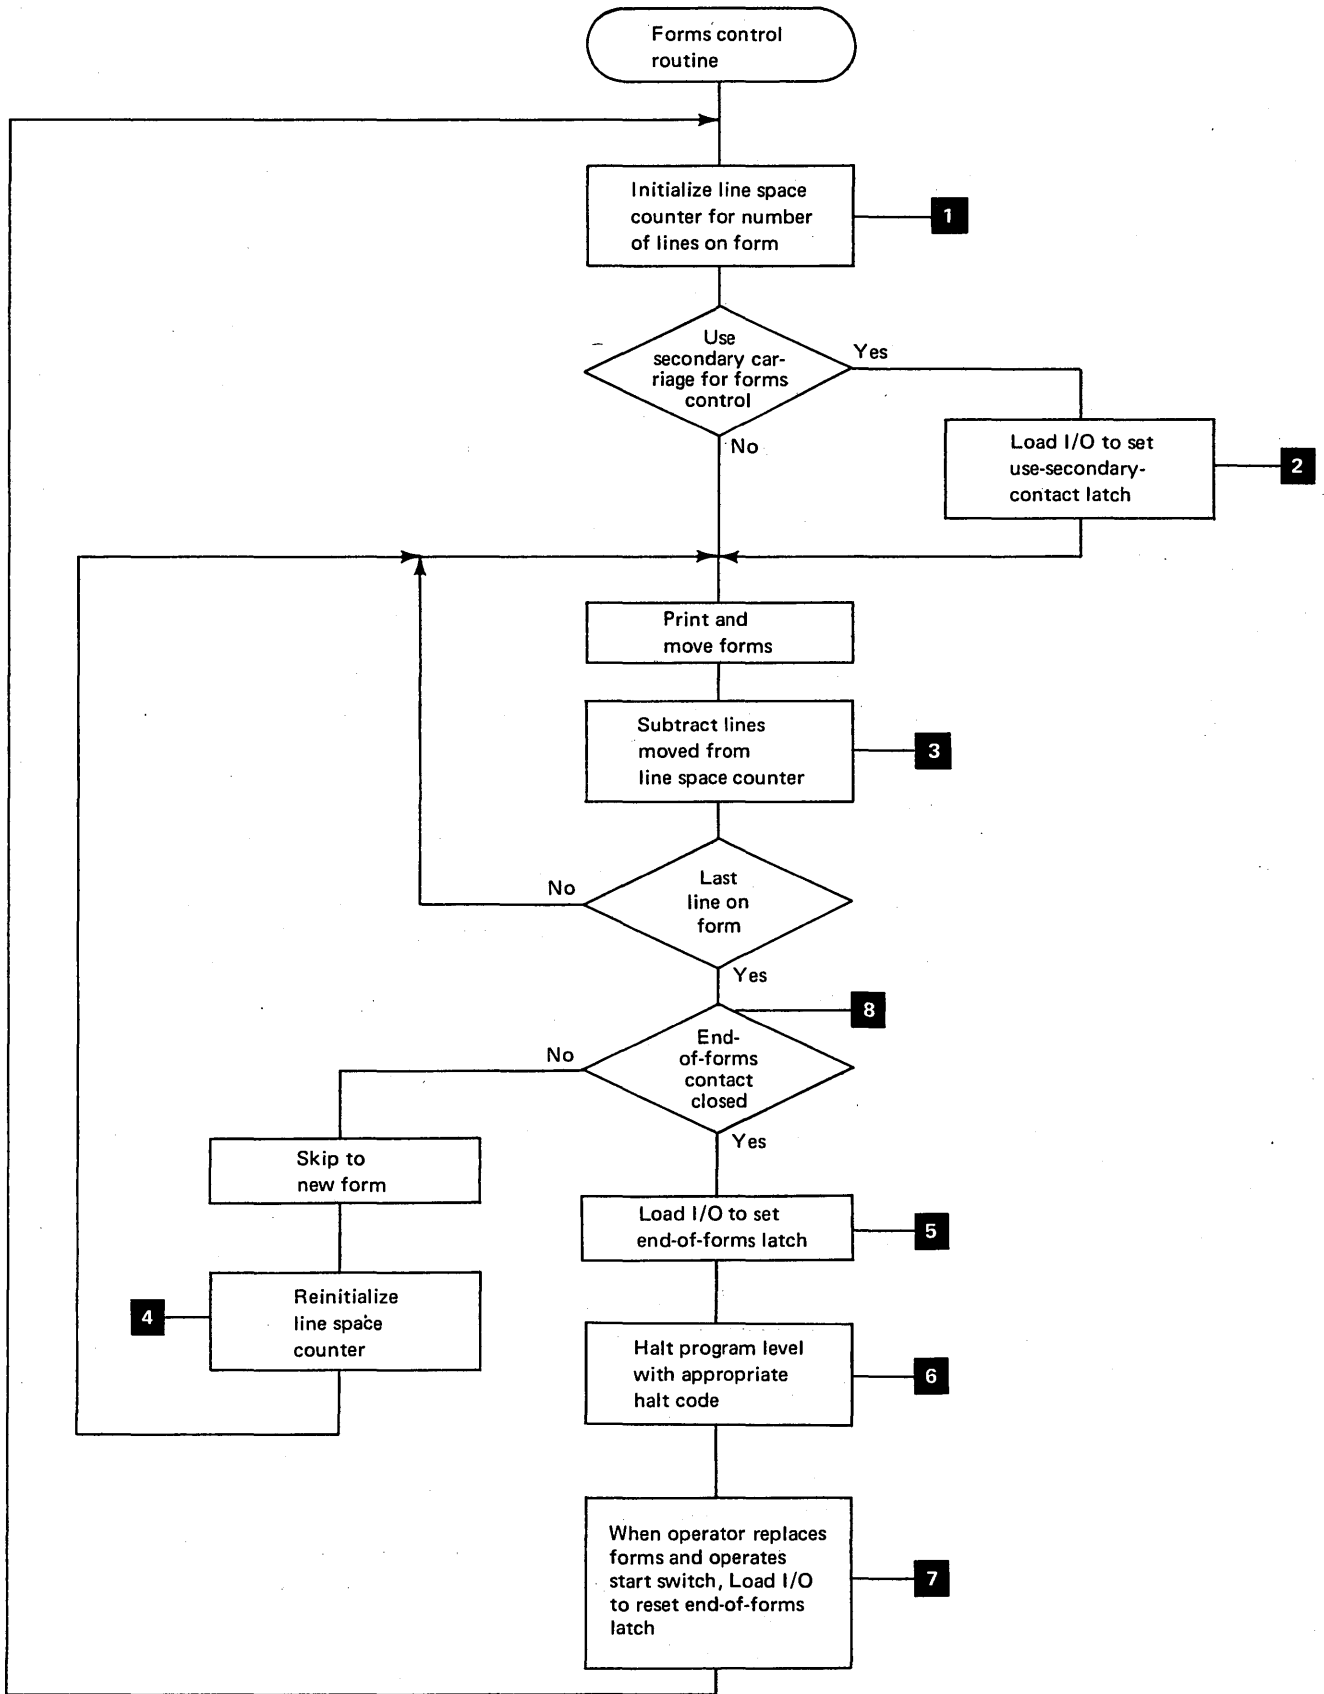 Forms control
routine
Initialize line space
counter for number
of lines on form
1
Use
secondary car-
riage for forms
control
Yes
No
Load I/O to set
use-secondary-
contact latch
2
Print and
move forms
Subtract lines
moved from
line space counter
3
Last
line on
form
No
Yes
8
End-
of-forms
contact
closed
No
Yes
Skip to
new form
Reinitialize
line space
counter
4
Load I/O to set
end-of-forms latch
5
Halt program level
with appropriate
halt code
6
When operator replaces
forms and operates
start switch, Load I/O
to reset end-of-forms
latch
7